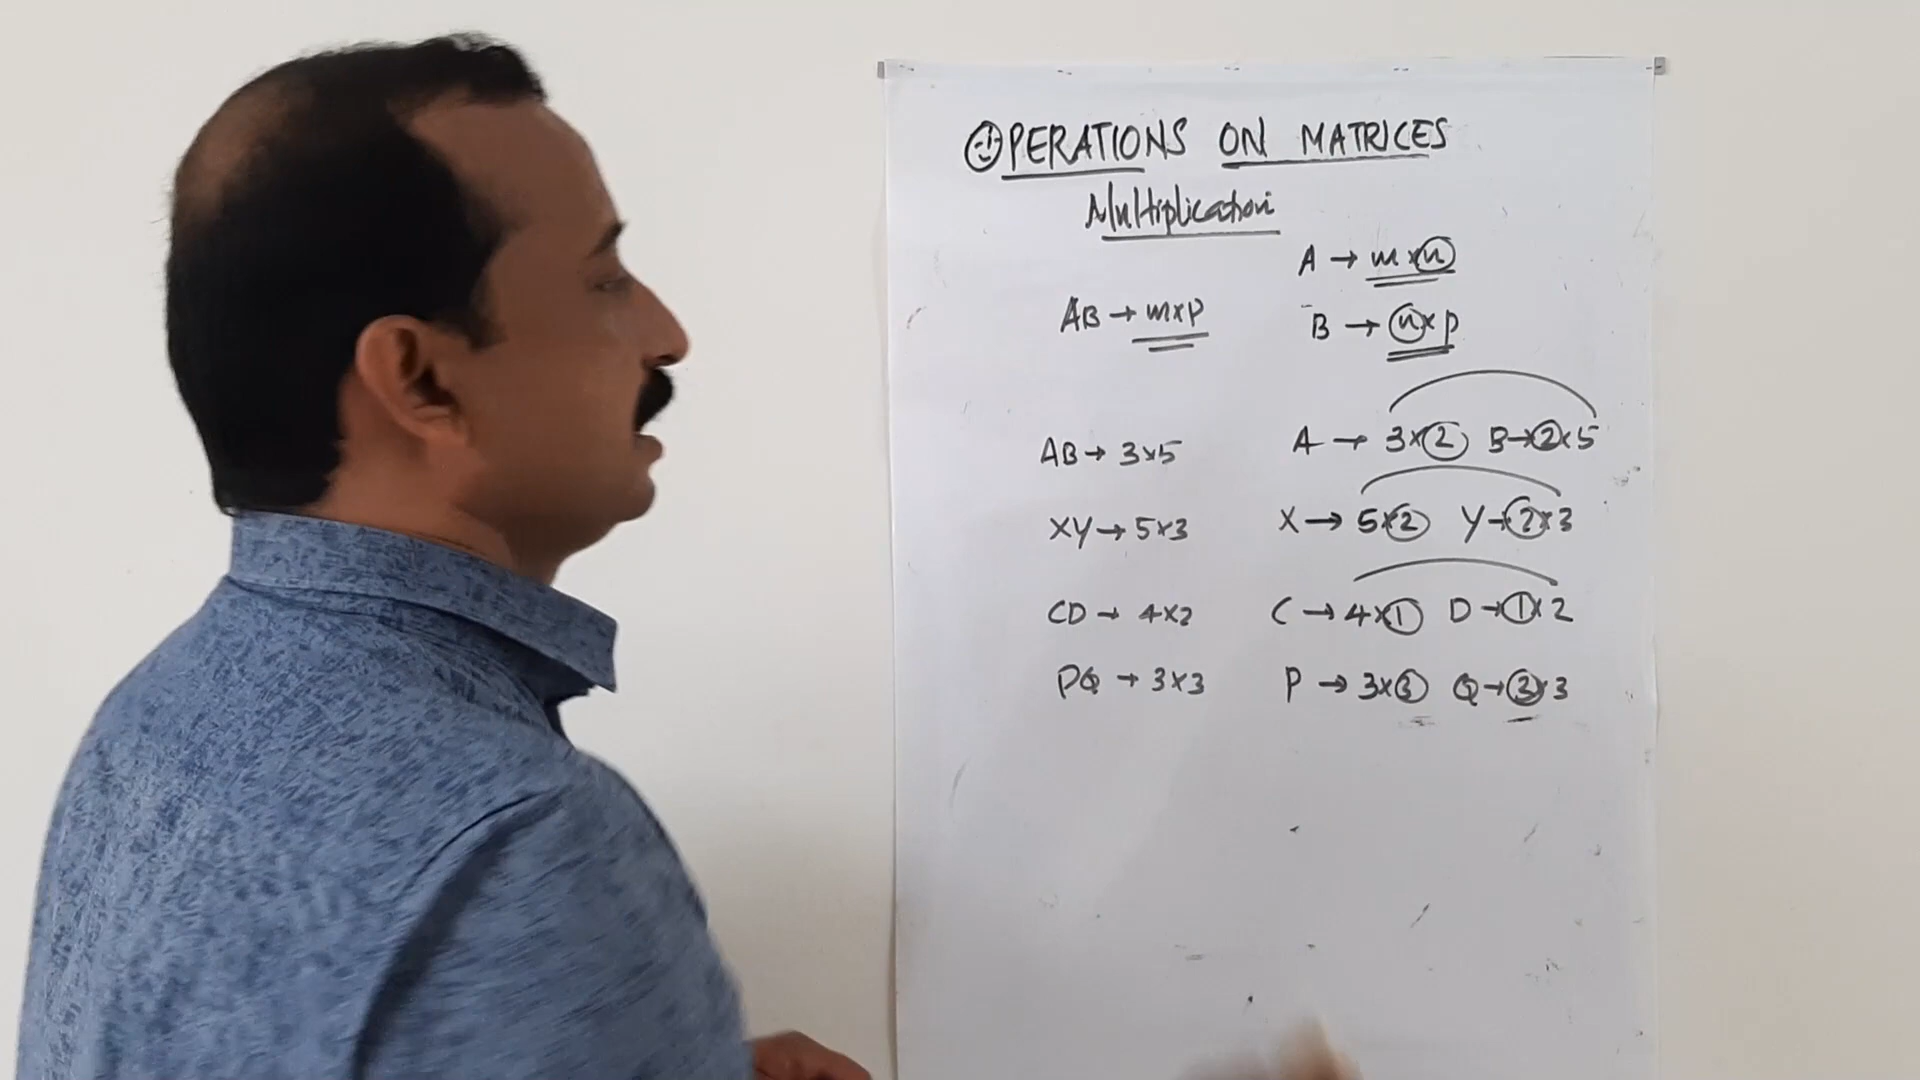 OPERATIONS ON MATRICES
Multiplication
A → m×n
AB → m×p B → n×p
AB → 3×5 A → 3×2 B→2×5
XY → 5×3 X → 5×2 Y→2×3
CD → 4×2 C → 4×1 D →1×2
PQ → 3×3 P → 3×3 Q→3×3